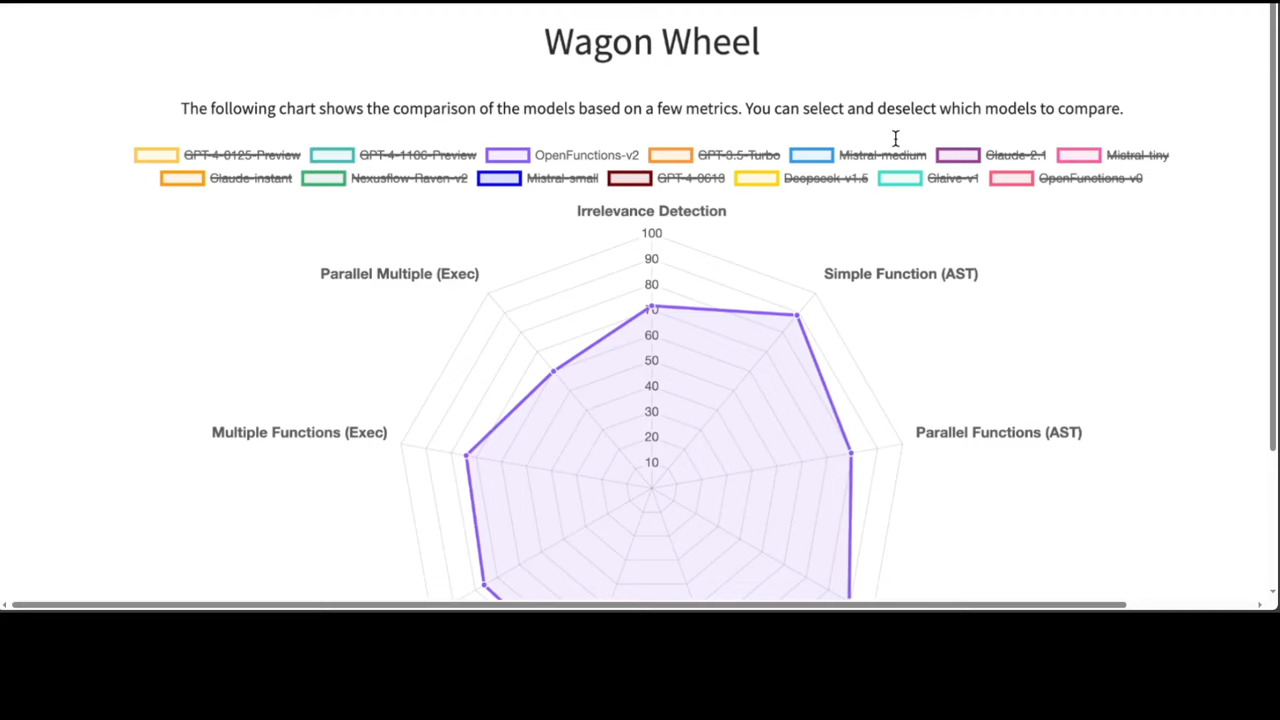 Wagon Wheel
The following chart shows the comparison of the models based on a few metrics. You can select and deselect which models to compare.
GPT-4-0125-Preview GPT-4-1106-Preview OpenFunctions-v2 GPT-3.5-Turbo Mistral-medium Claude-2.1 Mistral-tiny
Claude-instant Nexusflow-Raven-v2 Mistral-small GPT-4-0613 Deepseek-v1.5 Glaive-v1 OpenFunctions-v0
Irrelevance Detection
100
Parallel Multiple (Exec)
Simple Function (AST)
90
80
70
60
50
40
Multiple Functions (Exec)
Parallel Functions (AST)
30
20
10